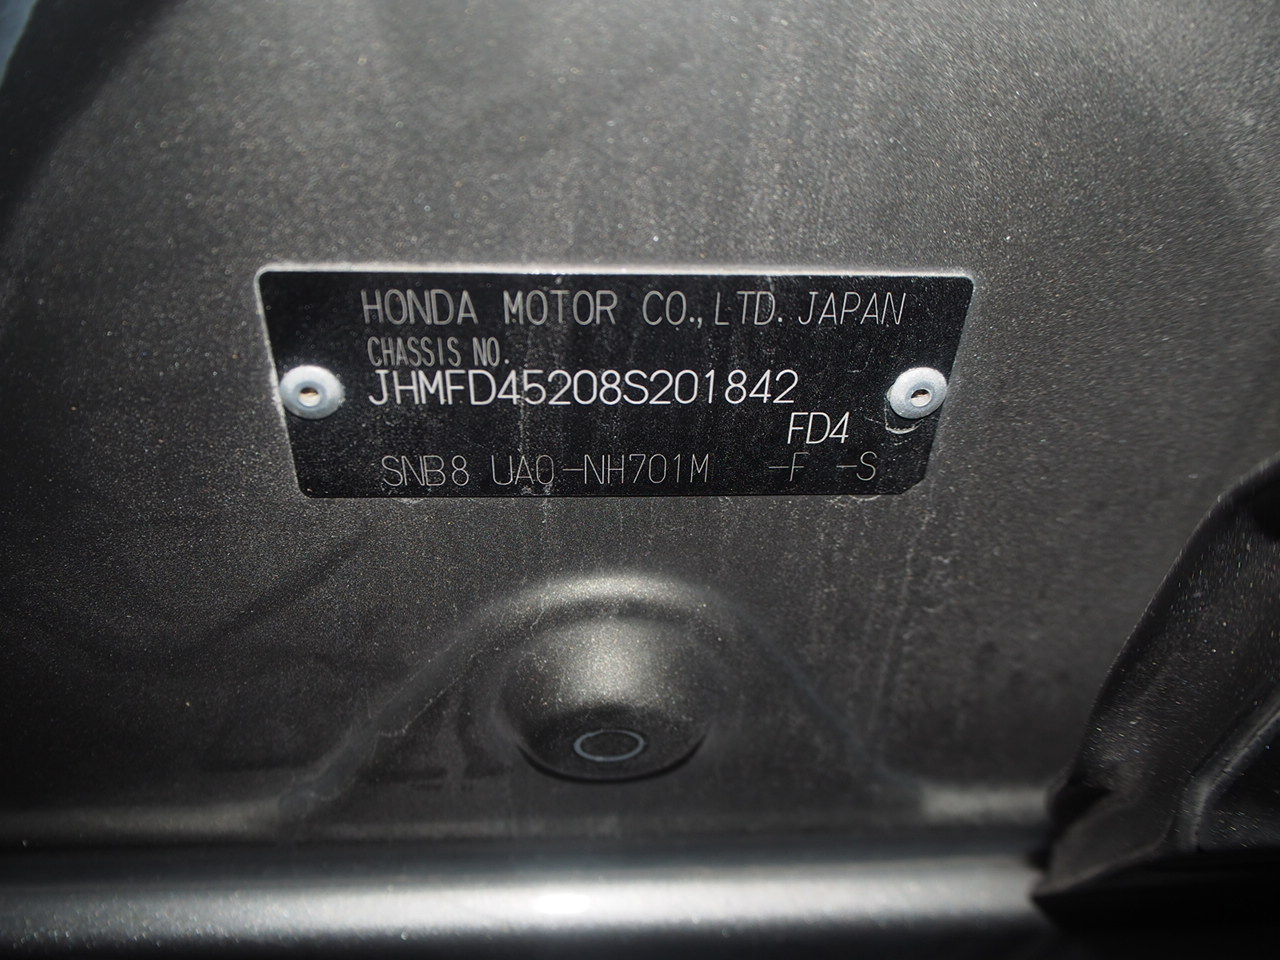 HONDA MOTOR CO., LTD. JAPAN
CHASSIS NO.
JHMFD45208S201842
FD4
SNB8 UA0-NH701M -F -S